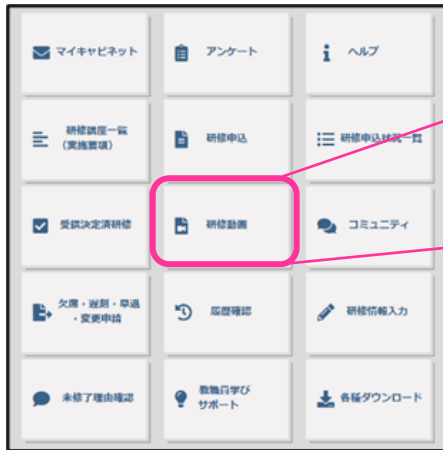 マイキャビネット
アンケート
ヘルプ
研修講座一覧
(実施要項)
研修申込
研修申込状況一覧
受講決定済研修
研修動画
コミュニティ
欠席・遅刻・早退
・変更申請
履歴確認
研修情報入力
未修了理由確認
教職員学び
サポート
各種ダウンロード